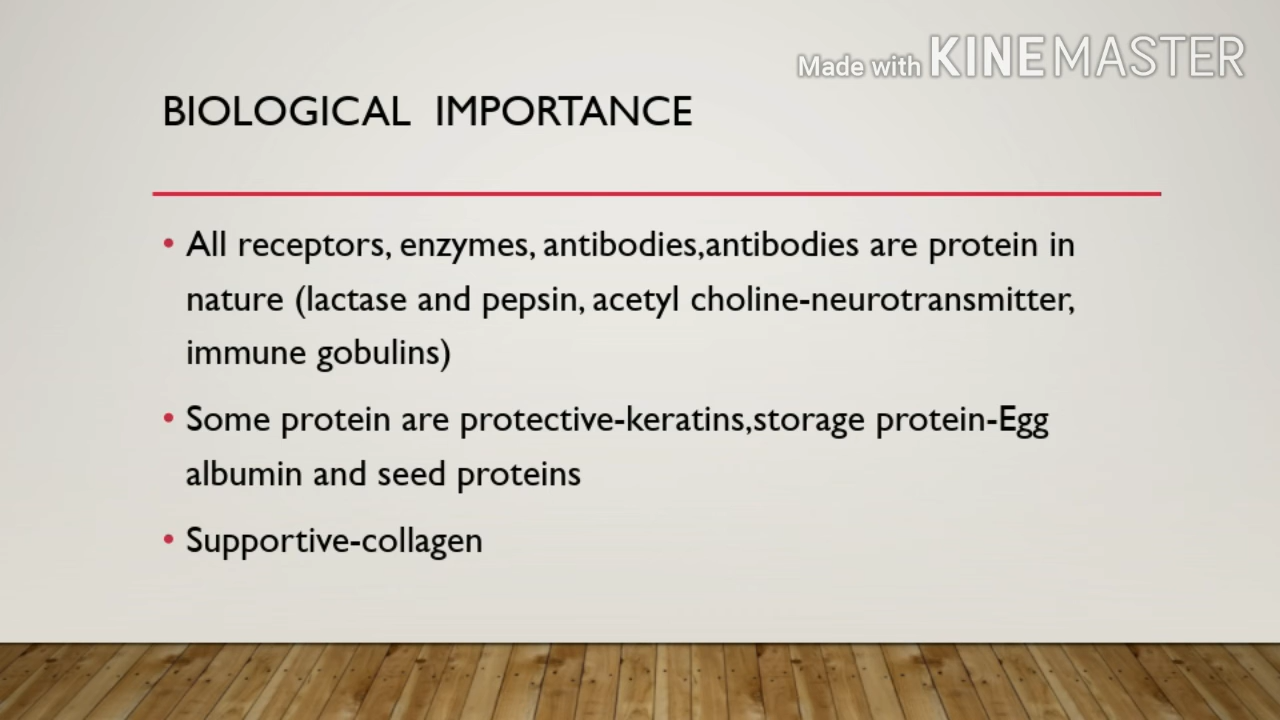 Made with KINEMASTER
BIOLOGICAL IMPORTANCE
• All receptors, enzymes, antibodies,antibodies are protein in
nature (lactase and pepsin, acetyl choline-neurotransmitter,
immune gobulins)
• Some protein are protective-keratins,storage protein-Egg
albumin and seed proteins
• Supportive-collagen